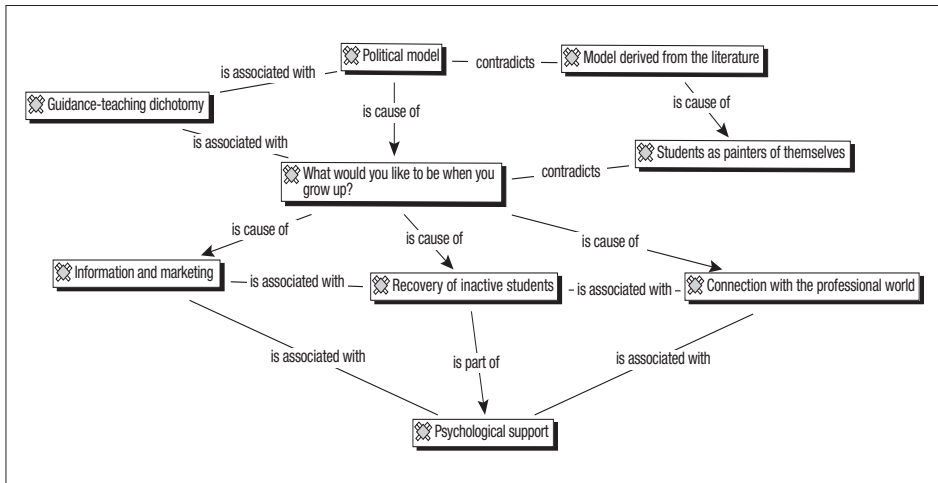 Political model
contradicts
Model derived from the literature
is associated with
Guidance-teaching dichotomy
is cause of
is cause of
is associated with
Students as painters of themselves
What would you like to be when you
grow up?
contradicts
is cause of
is cause of
is cause of
Information and marketing
is associated with
Recovery of inactive students
is associated with
Connection with the professional world
is associated with
is part of
is associated with
Psychological support